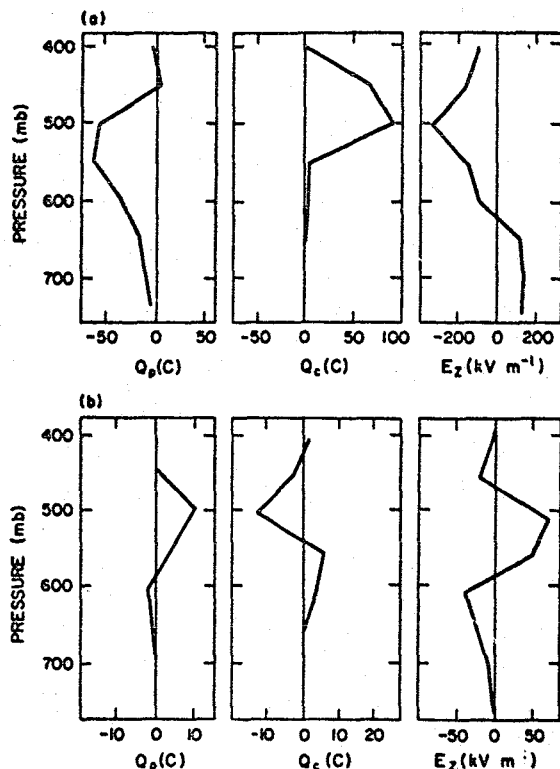 (a)
400
500
600
700
PRESSURE (mb)
-50 0 50
Qp(C)
0 50 100
Qc(C)
-200 0 200
EZ(kV m⁻¹)
(b)
400
500
600
700
PRESSURE (mb)
-10 0 10
Qp(C)
-10 0 10 20
Qc(C)
-50 0 50
EZ(kV m⁻¹